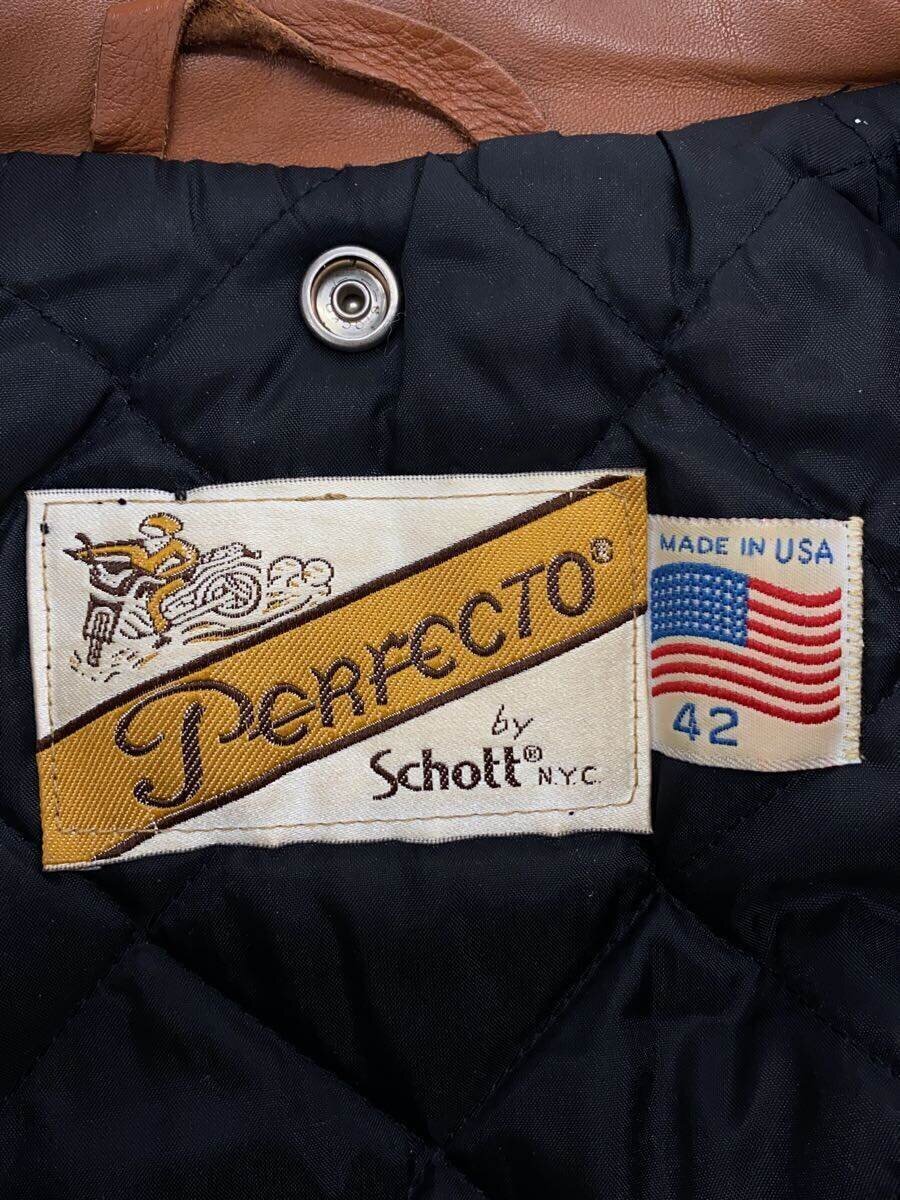 PERFECTO®
by
Schott® N.Y.C.
MADE IN USA
42